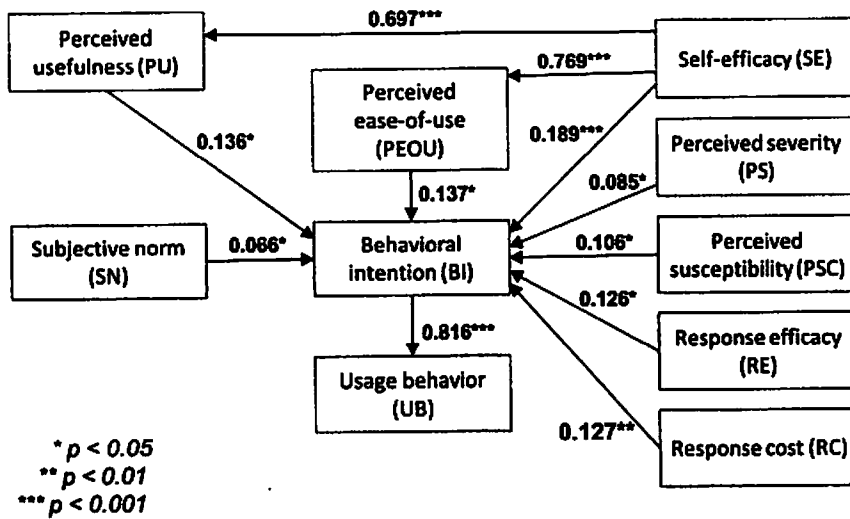 0.697***
Perceived
usefulness (PU)
Self-efficacy (SE)
0.769***
Perceived
ease-of-use
(PEOU)
0.136*
0.189***
Perceived severity
(PS)
0.137*
0.085*
Subjective norm
(SN)
0.066*
Behavioral
intention (BI)
0.106*
Perceived
susceptibility (PSC)
0.126*
0.816***
Response efficacy
(RE)
Usage behavior
(UB)
0.127**
Response cost (RC)
* p < 0.05
** p < 0.01
*** p < 0.001